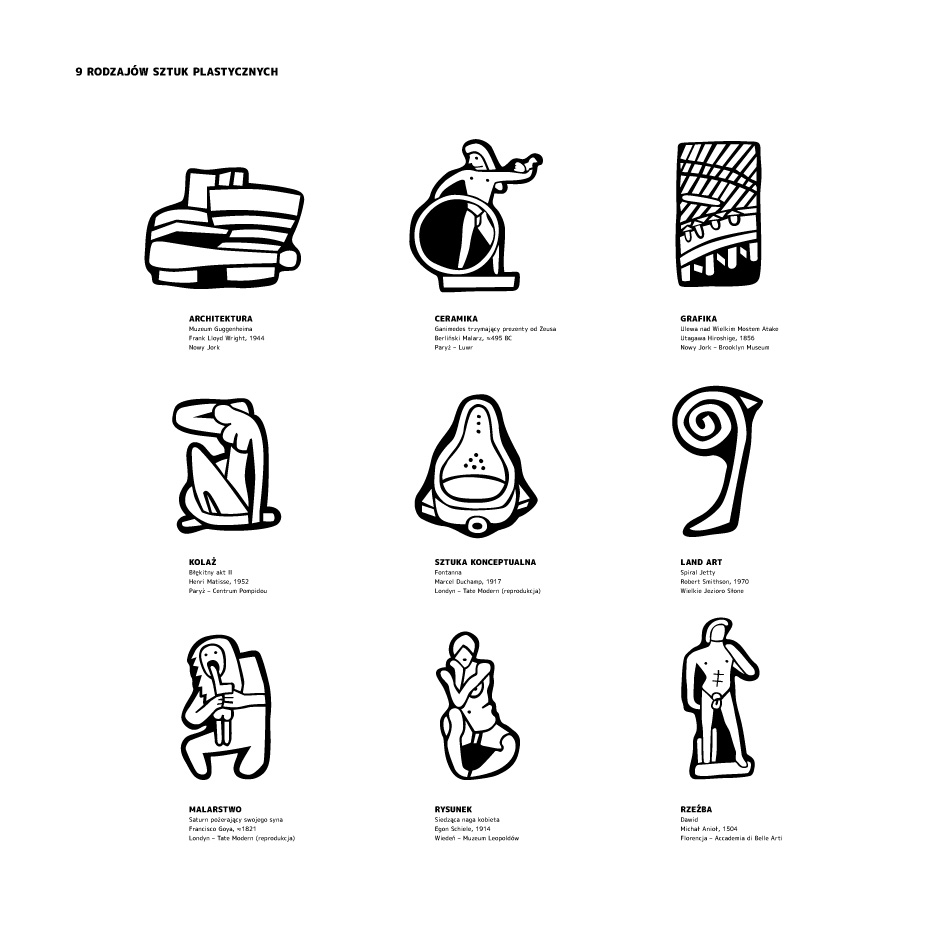 9 RODZAJÓW SZTUK PLASTYCZNYCH
ARCHITEKTURA
Muzeum Guggenheima
Frank Lloyd Wright, 1944
Nowy Jork
CERAMIKA
Ganimedes trzymający prezenty od Zeusa
Berliński Malarz, ≈495 BC
Paryż – Luwr
GRAFIKA
Ulewa nad Wielkim Mostem Atake
Utagawa Hiroshige, 1856
Nowy Jork – Brooklyn Museum
KOLAŻ
Błękitny akt II
Henri Matisse, 1952
Paryż – Centrum Pompidou
SZTUKA KONCEPTUALNA
Fontanna
Marcel Duchamp, 1917
Londyn – Tate Modern (reprodukcja)
LAND ART
Spiral Jetty
Robert Smithson, 1970
Wielkie Jezioro Słone
MALARSTWO
Saturn pożerający swojego syna
Francisco Goya, ≈1821
Londyn – Tate Modern (reprodukcja)
RYSUNEK
Siedząca naga kobieta
Egon Schiele, 1914
Wiedeń – Muzeum Leopoldów
RZEŹBA
Dawid
Michał Anioł, 1504
Florencja – Accademia di Belle Arti